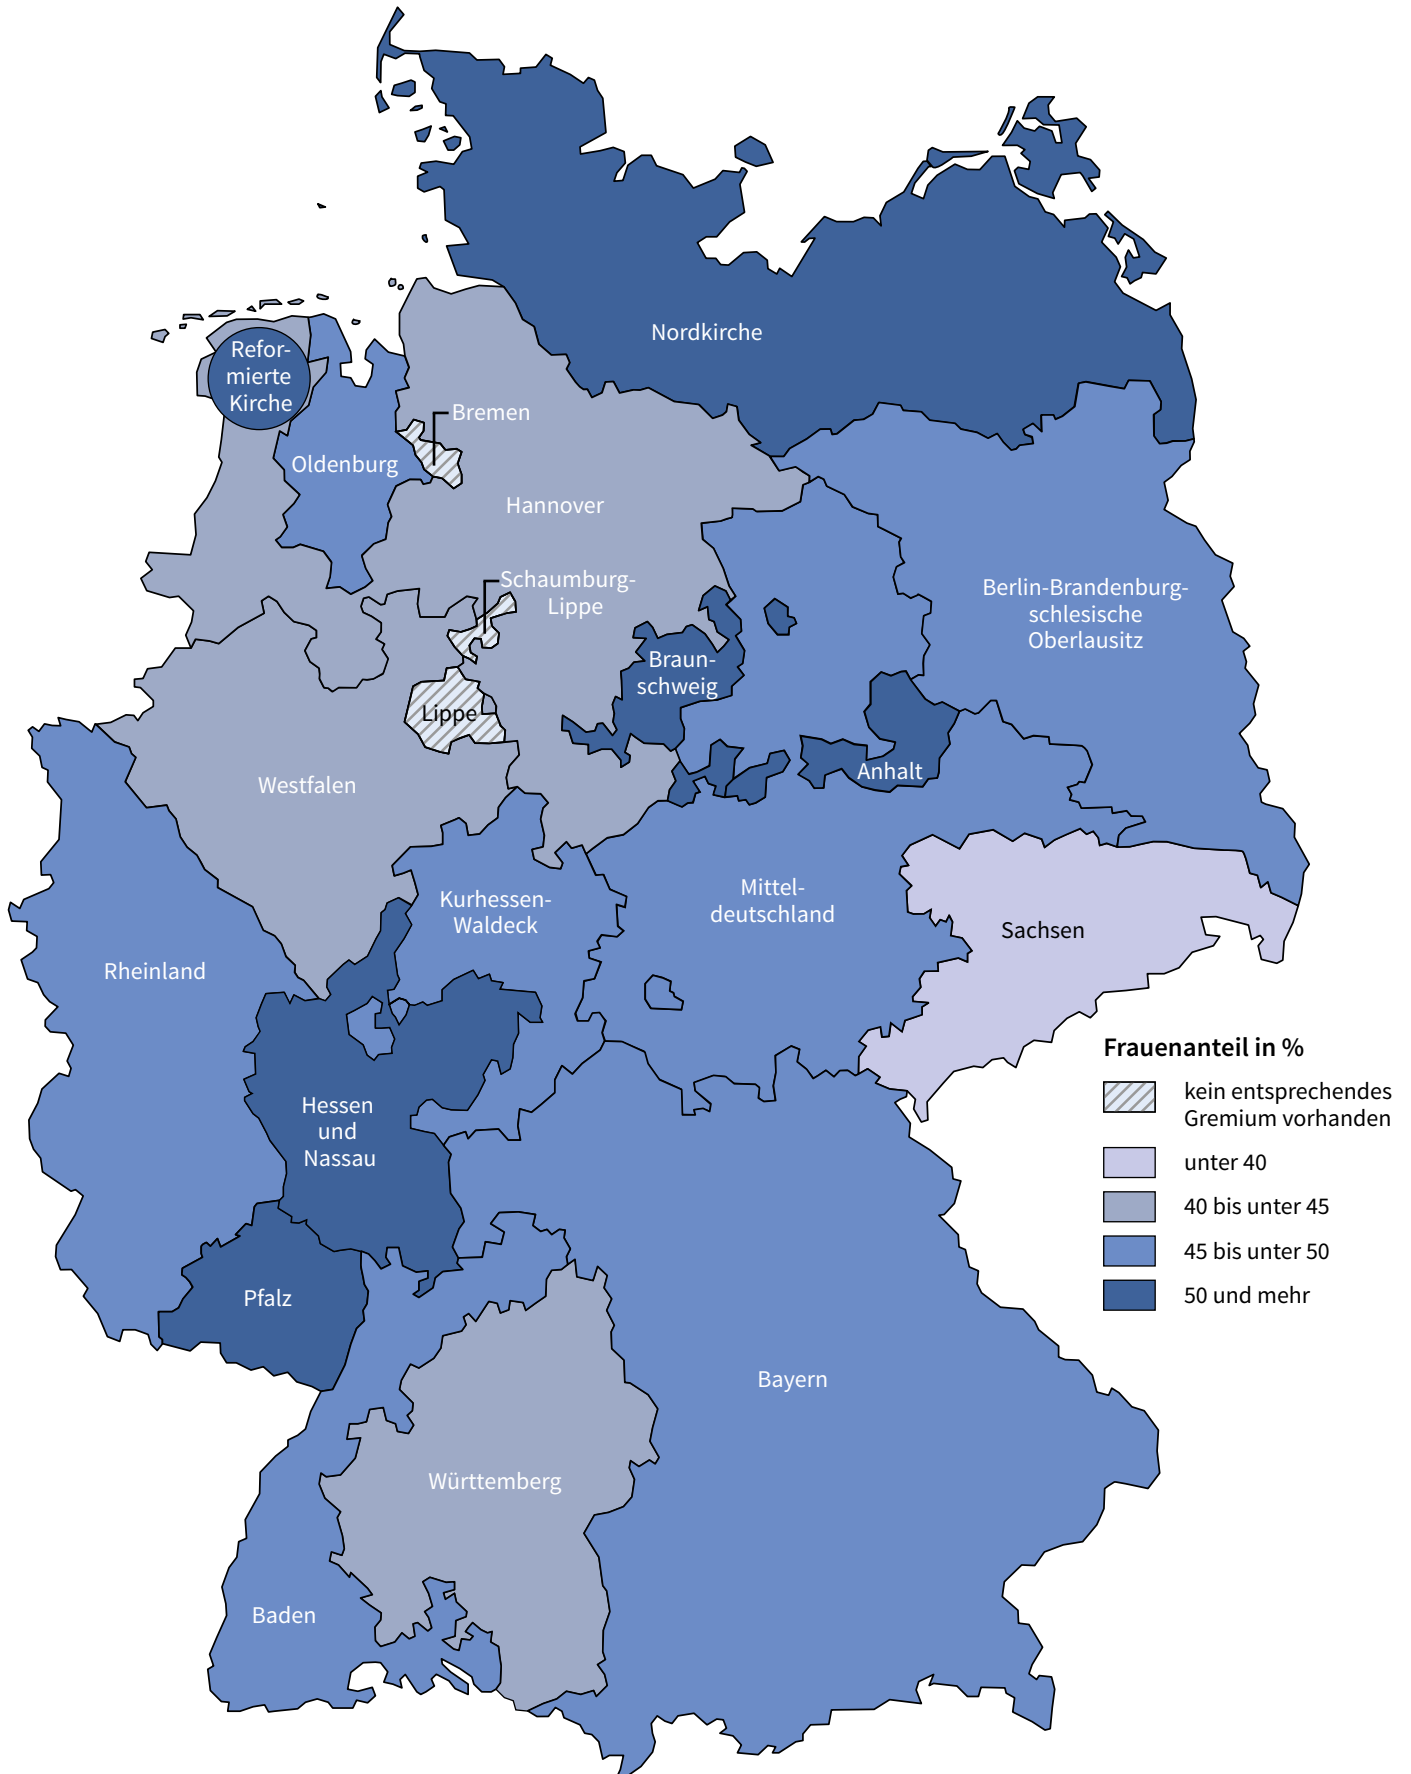 Nordkirche
Refor-
mierte
Kirche
Bremen
Oldenburg
Hannover
Schaumburg-
Lippe
Berlin-Brandenburg-
schlesische
Oberlausitz
Braun-
schweig
Lippe
Anhalt
Westfalen
Kurhessen-
Waldeck
Mittel-
deutschland
Sachsen
Rheinland
Hessen
und
Nassau
Pfalz
Bayern
Württemberg
Baden
Frauenanteil in %
kein entsprechendes
Gremium vorhanden
unter 40
40 bis unter 45
45 bis unter 50
50 und mehr